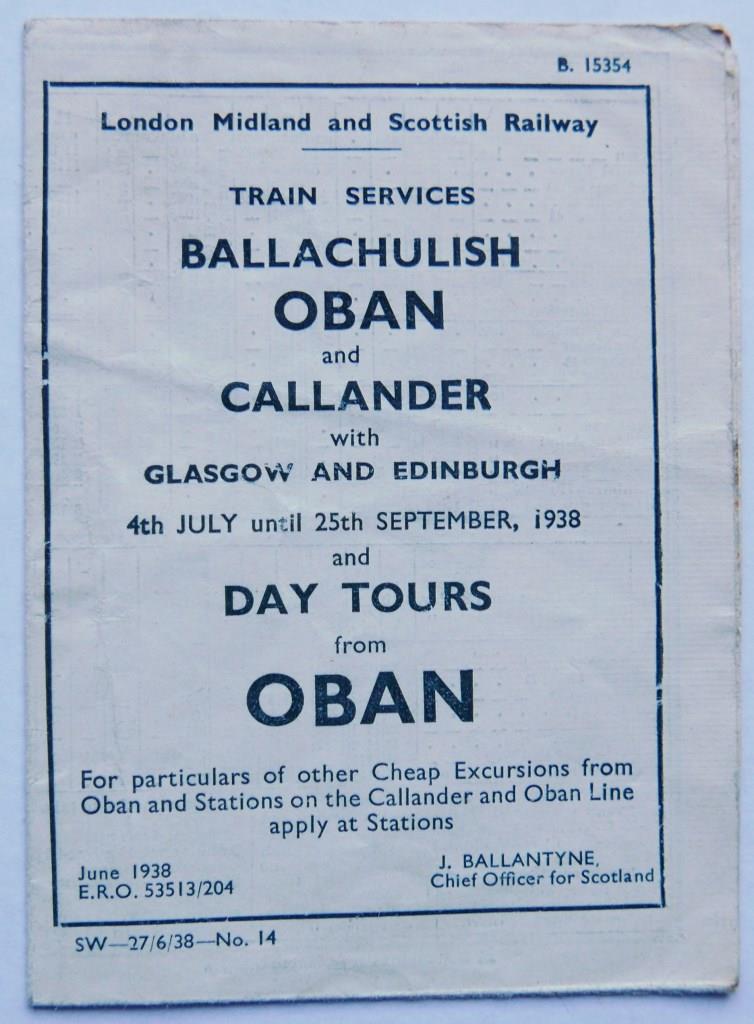 B. 15354
London Midland and Scottish Railway
TRAIN SERVICES
BALLACHULISH
OBAN
and
CALLANDER
with
GLASGOW AND EDINBURGH
4th JULY until 25th SEPTEMBER, 1938
and
DAY TOURS
from
OBAN
For particulars of other Cheap Excursions from
Oban and Stations on the Callander and Oban Line
apply at Stations
June 1938
E.R.O. 53513/204
J. BALLANTYNE,
Chief Officer for Scotland
SW—27/6/38—No. 14